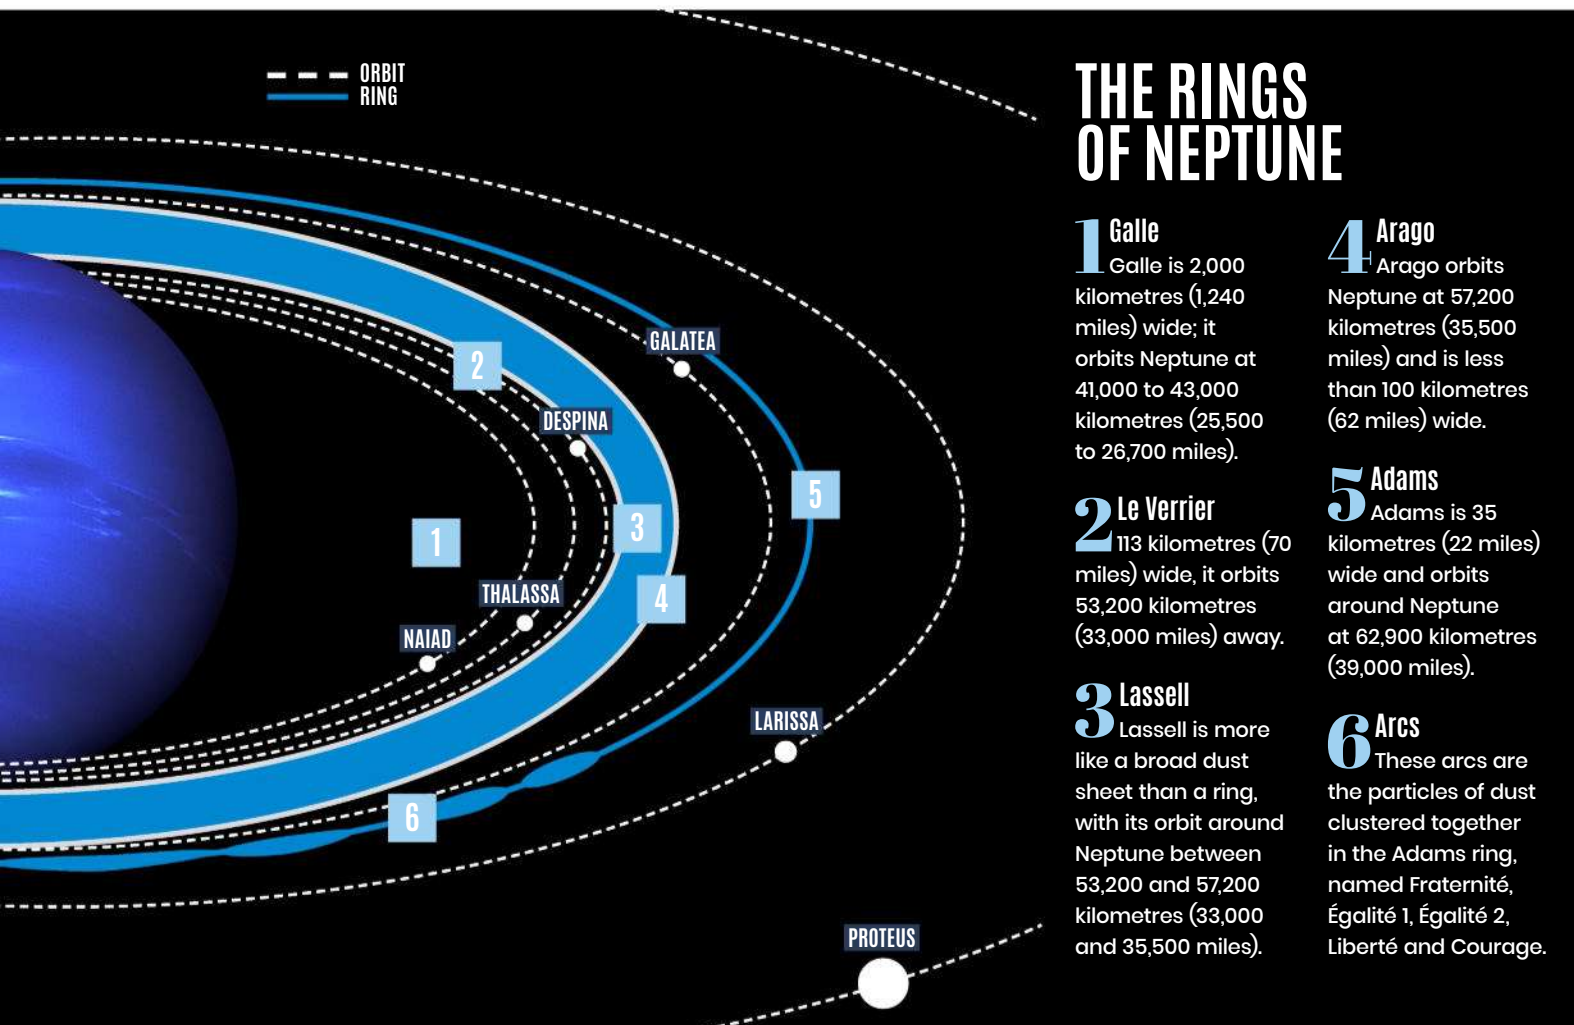 ORBIT
RING
THE RINGS
OF NEPTUNE
GALATEA
2
DESPINA
5
3
1
THALASSA
4
NAIAD
LARISSA
6
PROTEUS
1 Galle
Galle is 2,000
kilometres (1,240
miles) wide; it
orbits Neptune at
41,000 to 43,000
kilometres (25,500
to 26,700 miles).
2 Le Verrier
113 kilometres (70
miles) wide, it orbits
53,200 kilometres
(33,000 miles) away.
3 Lassell
Lassell is more
like a broad dust
sheet than a ring,
with its orbit around
Neptune between
53,200 and 57,200
kilometres (33,000
and 35,500 miles).
4 Arago
Arago orbits
Neptune at 57,200
kilometres (35,500
miles) and is less
than 100 kilometres
(62 miles) wide.
5 Adams
Adams is 35
kilometres (22 miles)
wide and orbits
around Neptune
at 62,900 kilometres
(39,000 miles).
6 Arcs
These arcs are
the particles of dust
clustered together
in the Adams ring,
named Fraternité,
Égalité 1, Égalité 2,
Liberté and Courage.